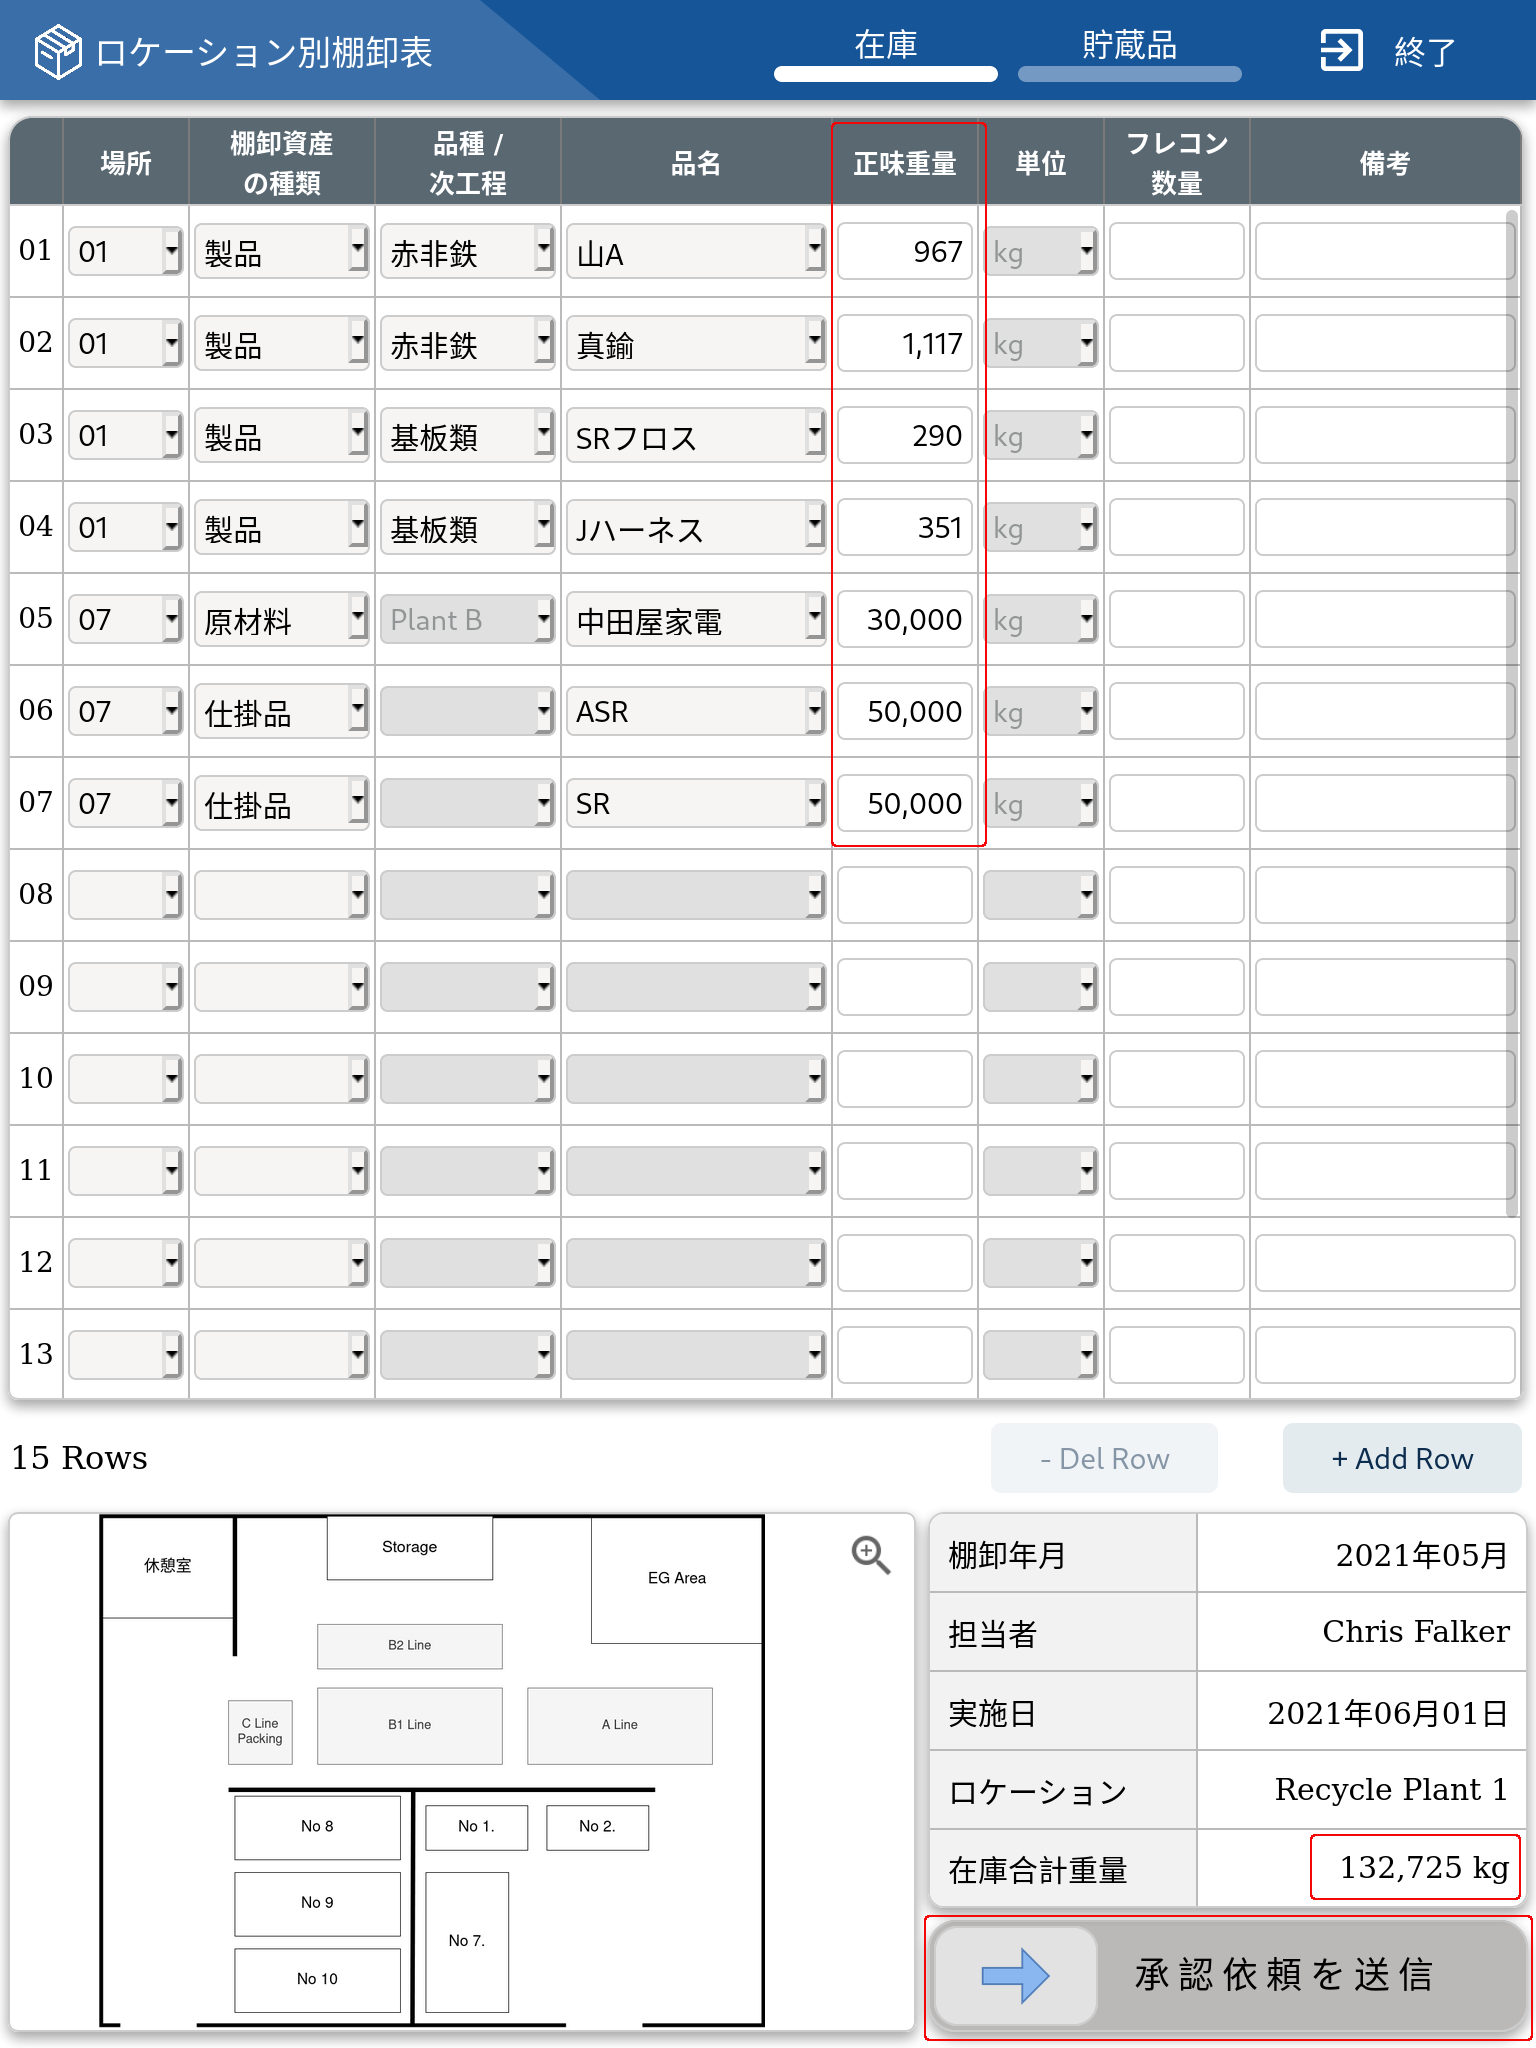 ロケーション別棚卸表 在庫 貯蔵品 終了
場所 棚卸資産の種類 品種 / 次工程 品名 正味重量 単位 フレコン数量 備考
01 01 製品 赤非鉄 山A 967 kg
02 01 製品 赤非鉄 真鍮 1,117 kg
03 01 製品 基板類 SRフロス 290 kg
04 01 製品 基板類 Jハーネス 351 kg
05 07 原材料 Plant B 中田屋家電 30,000 kg
06 07 仕掛品 ASR 50,000 kg
07 07 仕掛品 SR 50,000 kg
08
09
10
11
12
13
15 Rows - Del Row + Add Row
休憩室
Storage
EG Area
B2 Line
C Line
Packing
B1 Line
A Line
No 8
No 1.
No 2.
No 9
No 7.
No 10
棚卸年月 2021年05月
担当者 Chris Falker
実施日 2021年06月01日
ロケーション Recycle Plant 1
在庫合計重量 132,725 kg
承認依頼を送信